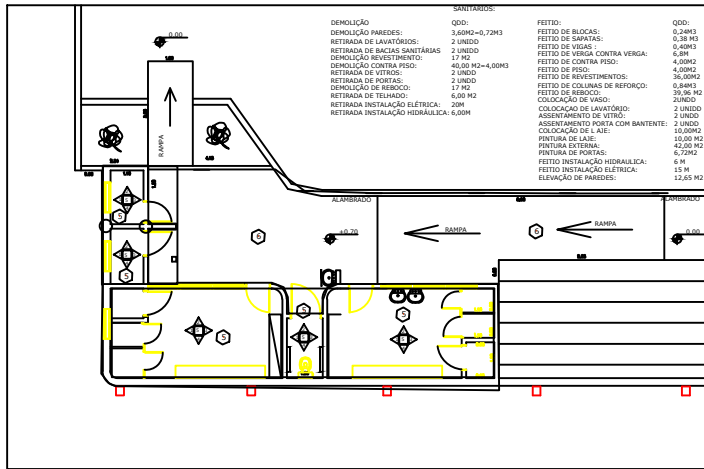 SANITÁRIOS:
DEMOLIÇÃO QDD:
DEMOLIÇÃO PAREDES: 3,60M2=0,72M3
RETIRADA DE LAVATÓRIOS: 2 UNIDD
RETIRADA DE BACIAS SANITÁRIAS 2 UNIDD
DEMOLIÇÃO REVESTIMENTO: 17 M2
DEMOLIÇÃO CONTRA PISO: 40,00 M2=4,00M3
RETIRADA DE VITROS: 2 UNDD
RETIRADA DE PORTAS: 2 UNDD
DEMOLIÇÃO DE REBOCO: 17 M2
RETIRADA DE TELHADO: 6,00 M2
RETIRADA INSTALAÇÃO ELÉTRICA: 20M
RETIRADA INSTALAÇÃO HIDRÁULICA: 6,00M
FEITIO: QDD:
FEITIO DE BLOCAS: 0,24M3
FEITIO DE SAPATAS: 0,38 M3
FEITIO DE VIGAS : 0,40M3
FEITIO DE VERGA CONTRA VERGA: 6,8M
FEITIO DE CONTRA PISO: 4,00M2
FEITIO DE PISO: 4,00M2
FEITIO DE REVESTIMENTOS: 36,00M2
FEITIO DE COLUNAS DE REFORÇO: 0,84M3
FEITIO DE REBOCO: 39,96 M2
COLOCAÇÃO DE VASO: 2UNDD
COLOCAÇAO DE LAVATÓRIO: 2 UNIDD
ASSENTAMENTO DE VITRÔ: 2 UNDD
ASSENTAMENTO PORTA COM BANTENTE: 2 UNDD
COLOCAÇÃO DE L AJE: 10,00M2
PINTURA DE LAJE: 10,00 M2
PINTURA EXTERNA: 42,00 M2
PINTURA DE PORTAS: 6,72M2
FEITIO INSTALAÇÃO HIDRAULICA: 6 M
FEITIO INSTALAÇÃO ELÉTRICA: 15 M
ELEVAÇÃO DE PAREDES: 12,65 M2
0.00
RAMPA
ALAMBRADO
ALAMBRADO
RAMPA
RAMPA
+0.70
0.00
6
6
5
5
5
5
5